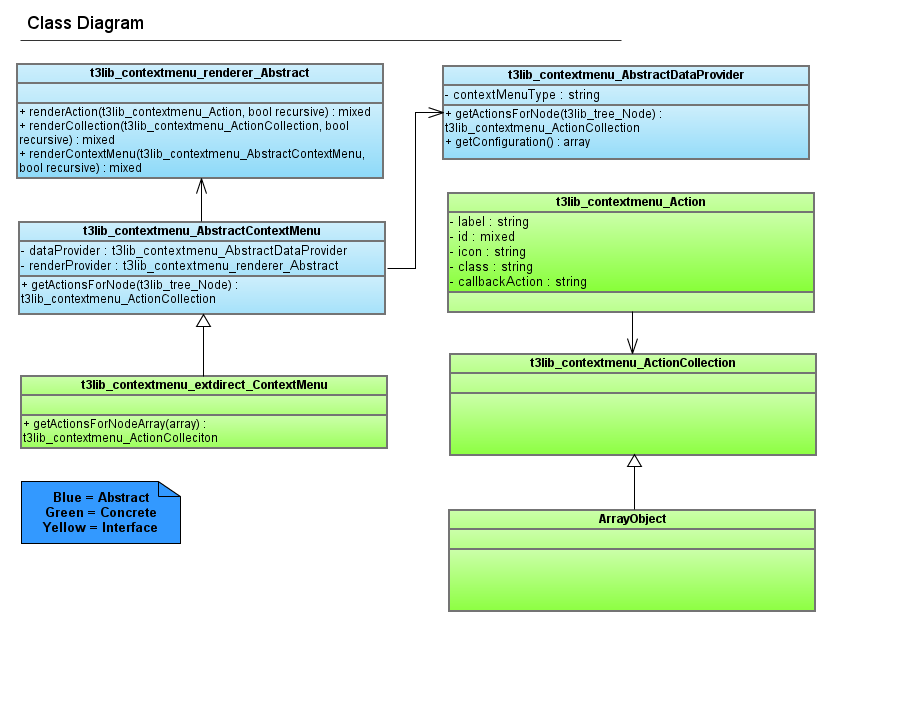 Class Diagram
t3lib_contextmenu_renderer_Abstract
+ renderAction(t3lib_contextmenu_Action, bool recursive) : mixed
+ renderCollection(t3lib_contextmenu_ActionCollection, bool
recursive) : mixed
+ renderContextMenu(t3lib_contextmenu_AbstractContextMenu,
bool recursive) : mixed
t3lib_contextmenu_AbstractDataProvider
- contextMenuType : string
+ getActionsForNode(t3lib_tree_Node) :
t3lib_contextmenu_ActionCollection
+ getConfiguration() : array
t3lib_contextmenu_AbstractContextMenu
- dataProvider : t3lib_contextmenu_AbstractDataProvider
- renderProvider : t3lib_contextmenu_renderer_Abstract
+ getActionsForNode(t3lib_tree_Node) :
t3lib_contextmenu_ActionCollection
t3lib_contextmenu_Action
- label : string
- id : mixed
- icon : string
- class : string
- callbackAction : string
t3lib_contextmenu_extdirect_ContextMenu
+ getActionsForNodeArray(array) :
t3lib_contextmenu_ActionColleciton
t3lib_contextmenu_ActionCollection
Blue = Abstract
Green = Concrete
Yellow = Interface
ArrayObject